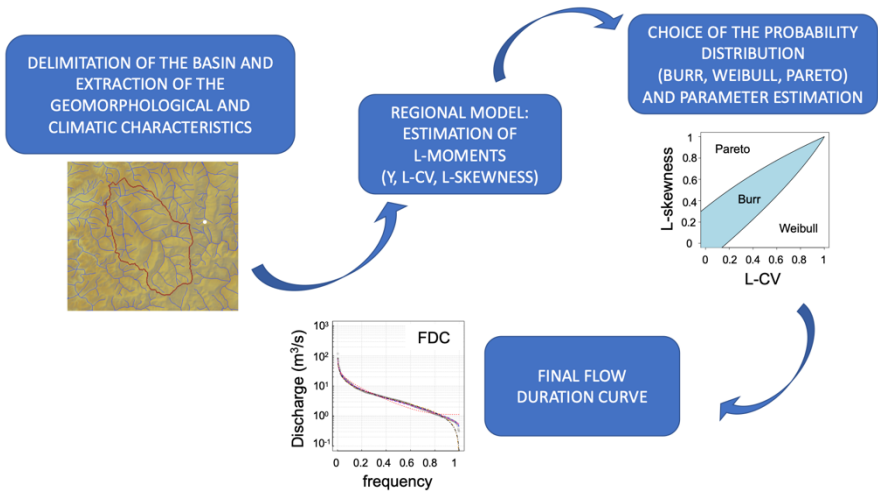 DELIMITATION OF THE BASIN AND
EXTRACTION OF THE
GEOMORPHOLOGICAL AND
CLIMATIC CHARACTERISTICS
REGIONAL MODEL:
ESTIMATION OF
L-MOMENTS
(Y, L-CV, L-SKEWNESS)
CHOICE OF THE PROBABILITY
DISTRIBUTION
(BURR, WEIBULL, PARETO)
AND PARAMETER ESTIMATION
L-skewness
1
0.8
0.6
0.4
0.2
0
Pareto
Burr
Weibull
0 0.2 0.4 0.6 0.8 1
L-CV
Discharge (m³/s)
10³
10²
10¹
10⁰
10⁻¹
FDC
0 0.2 0.4 0.6 0.8 1
frequency
FINAL FLOW
DURATION CURVE